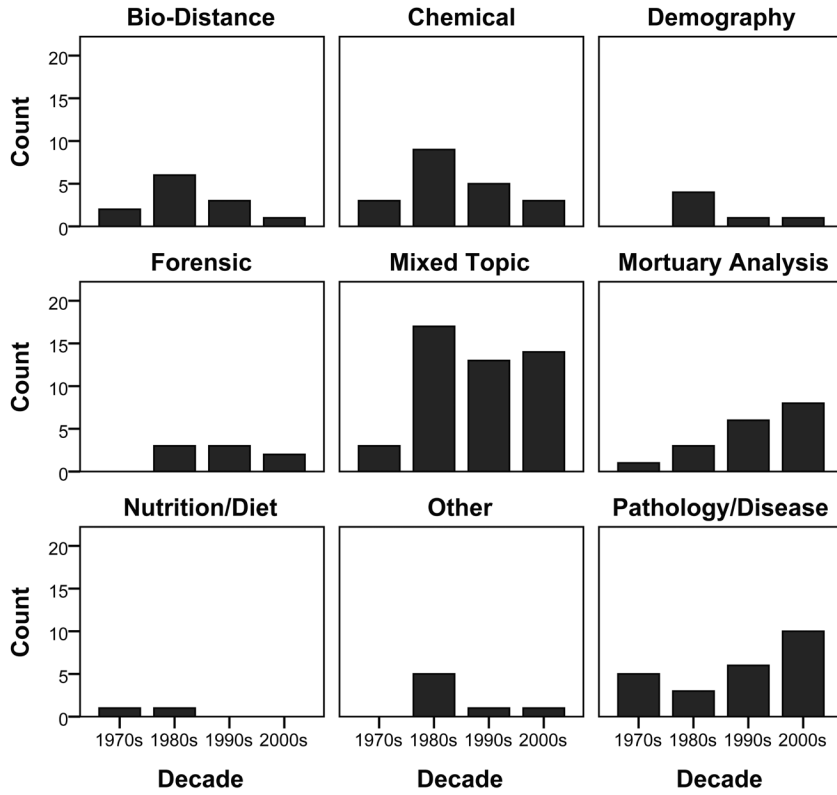 Bio-Distance Chemical Demography
Count
20
15
10
5
0
Forensic Mixed Topic Mortuary Analysis
Count
20
15
10
5
0
Nutrition/Diet Other Pathology/Disease
Count
20
15
10
5
0
1970s 1980s 1990s 2000s 1970s 1980s 1990s 2000s 1970s 1980s 1990s 2000s
Decade Decade Decade